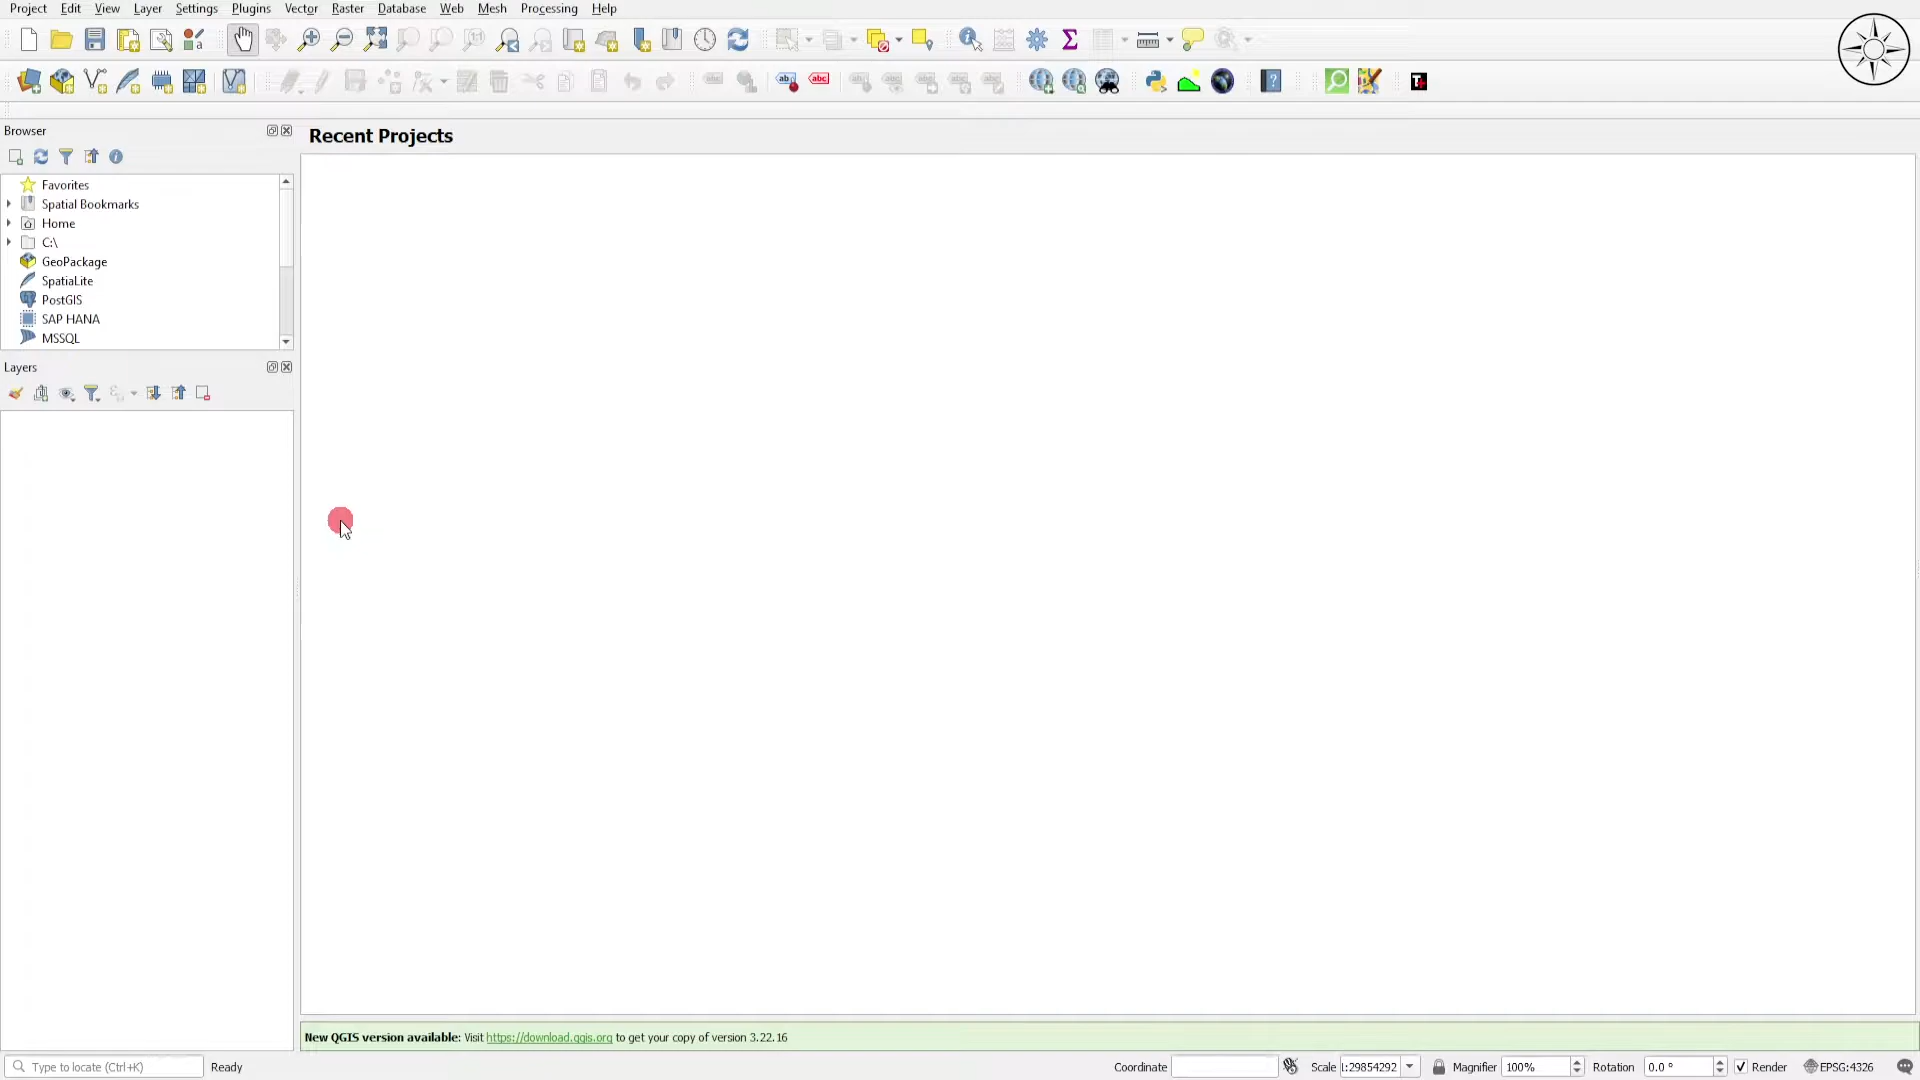 Project Edit View Layer Settings Plugins Vector Raster Database Web Mesh Processing Help
Browser
Recent Projects
Favorites
Spatial Bookmarks
Home
C:\
GeoPackage
SpatiaLite
PostGIS
SAP HANA
MSSQL
Layers
New QGIS version available: Visit https://download.qgis.org to get your copy of version 3.22.16
Type to locate (Ctrl+K) Ready Coordinate Scale 1:29854292 Magnifier 100% Rotation 0.0 ° Render EPSG:4326